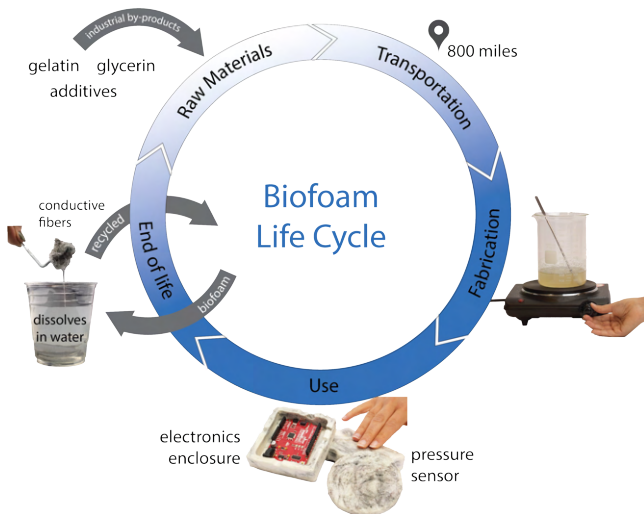 industrial by-products
gelatin glycerin
additives
Raw Materials
Transportation
800 miles
Biofoam
Life Cycle
conductive
fibers
recycled
End of life
Fabrication
biofoam
dissolves
in water
Use
electronics
enclosure
pressure
sensor